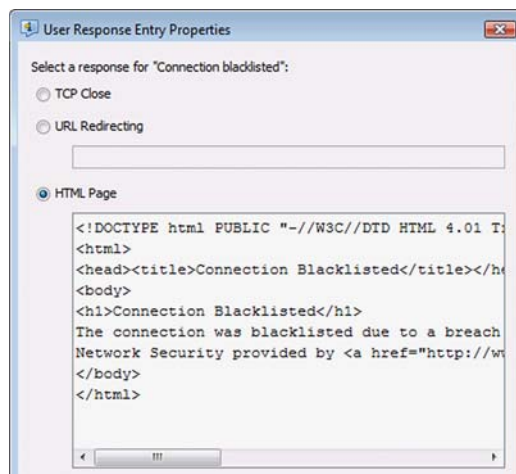 User Response Entry Properties
Select a response for "Connection blacklisted":
TCP Close
URL Redirecting
HTML Page
<!DOCTYPE html PUBLIC "-//W3C//DTD HTML 4.01
<html>
<head><title>Connection Blacklisted</title>
<body>
<h1>Connection Blacklisted</h1>
The connection was blacklisted due to a breach
Network Security provided by <a href="http://
</body>
</html>